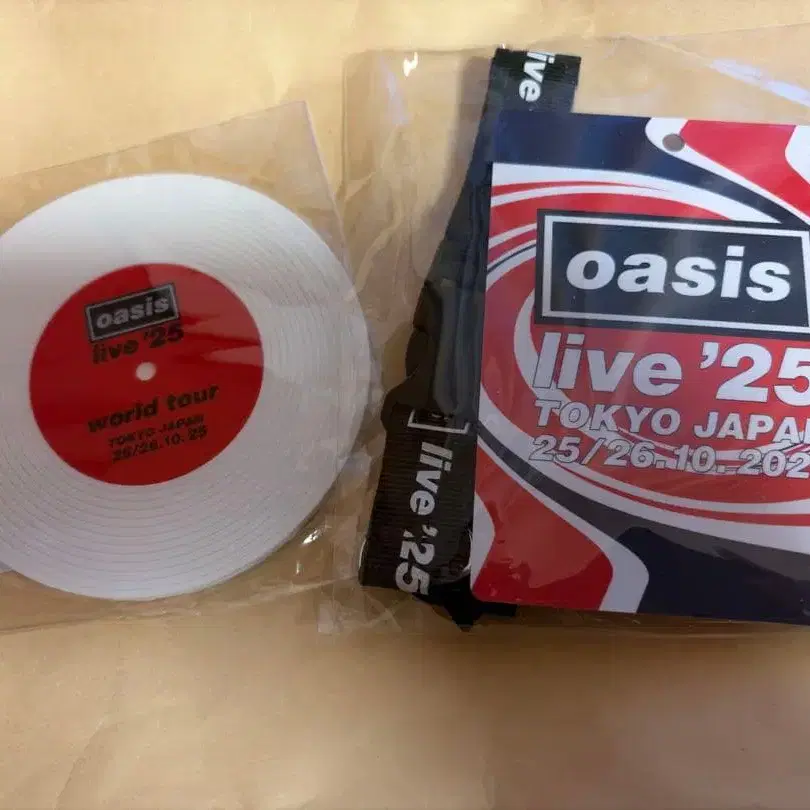 oasis
live '25
world tour
TOKYO JAPAN
25/26.10.25
live
live '25
oasis
live '25
TOKYO JAPAN
25/26.10.202